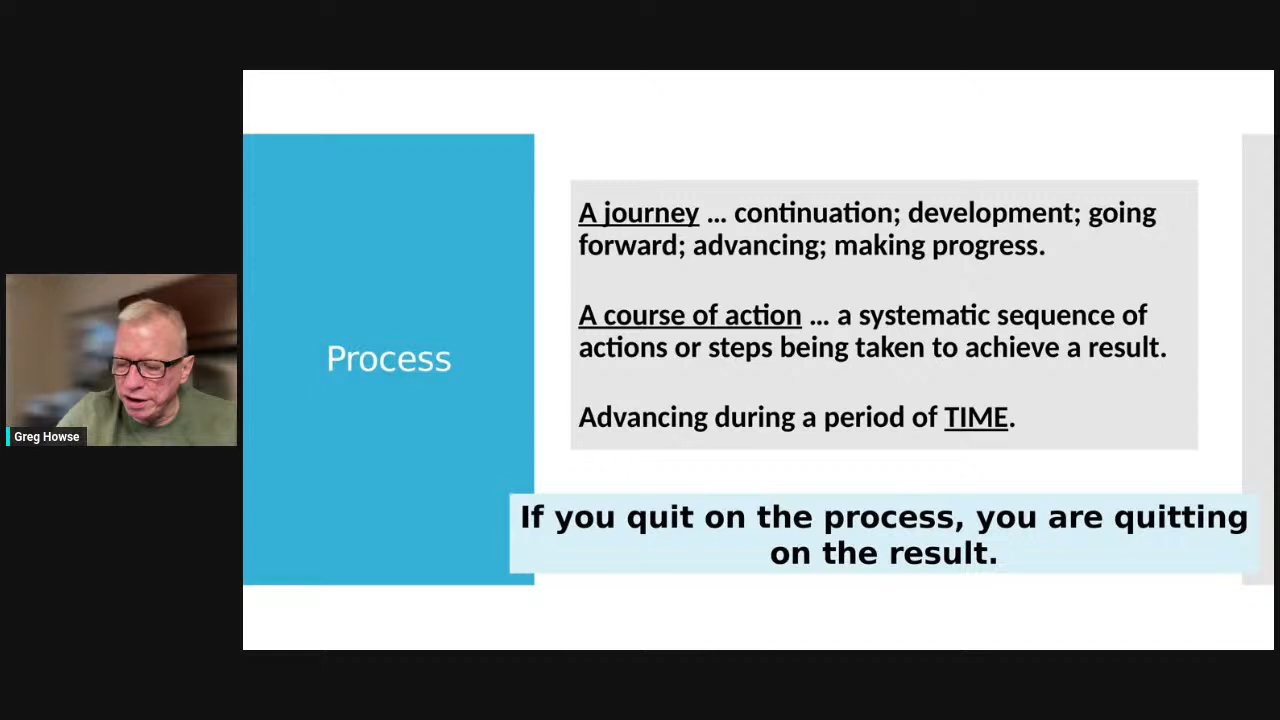 Process
A journey ... continuation; development; going
forward; advancing; making progress.
A course of action ... a systematic sequence of
actions or steps being taken to achieve a result.
Advancing during a period of TIME.
If you quit on the process, you are quitting
on the result.
Greg Howse